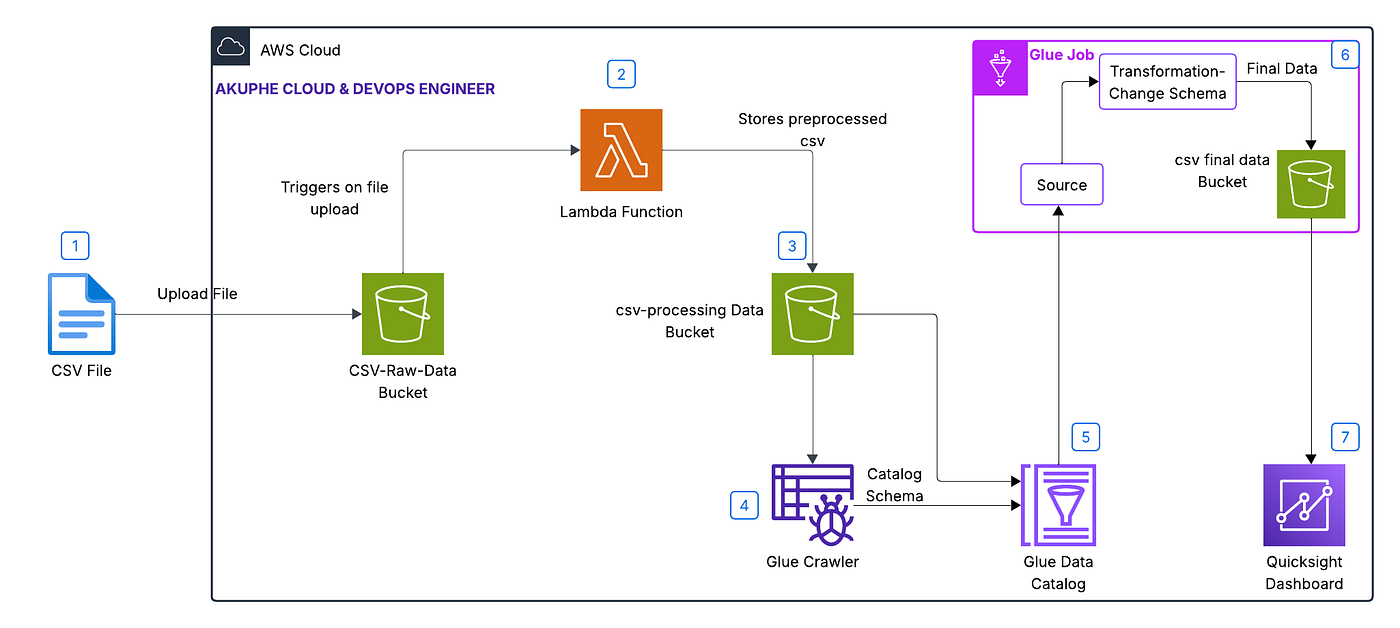 AWS Cloud
AKUPHE CLOUD & DEVOPS ENGINEER
1
CSV File
Upload File
CSV-Raw-Data
Bucket
Triggers on file
upload
2
Lambda Function
Stores preprocessed
csv
3
csv-processing Data
Bucket
4
Glue Crawler
Catalog
Schema
5
Glue Data
Catalog
6
Glue Job
Source
Transformation-
Change Schema
Final Data
csv final data
Bucket
7
Quicksight
Dashboard